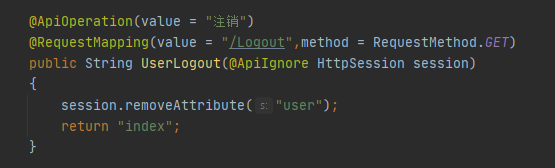 @ApiOperation(value = "注销")
@RequestMapping(value = "/Logout",method = RequestMethod.GET)
public String UserLogout(@ApiIgnore HttpSession session)
{
session.removeAttribute( s: "user");
return "index";
}